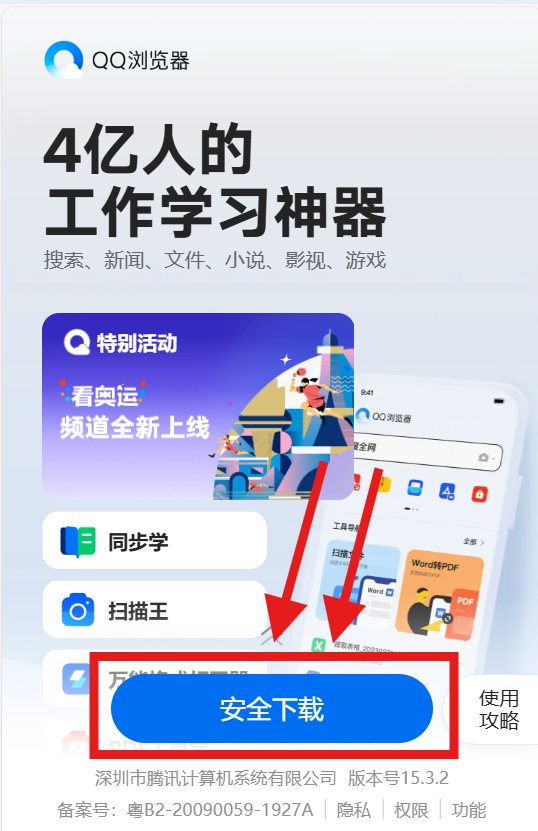 QQ浏览器
4亿人的
工作学习神器
搜索、新闻、文件、小说、影视、游戏
特别活动
看奥运
频道全新上线
9:41
QQ浏览器
搜全网
工具导航
全部
扫描文件
Word
Word转PDF
PDF
同步学
扫描王
安全下载
使用
攻略
深圳市腾讯计算机系统有限公司 版本号15.3.2
备案号：粤B2-20090059-1927A 隐私 权限 功能